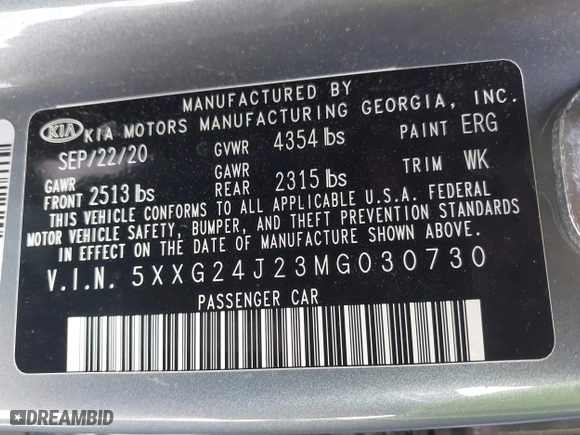 MANUFACTURED BY
KIA KIA MOTORS MANUFACTURING GEORGIA, INC.
SEP/22/20 GVWR 4354 lbs PAINT ERG
GAWR FRONT 2513 lbs GAWR REAR 2315 lbs TRIM WK
THIS VEHICLE CONFORMS TO ALL APPLICABLE U.S.A. FEDERAL
MOTOR VEHICLE SAFETY, BUMPER, AND THEFT PREVENTION STANDARDS
IN EFFECT ON THE DATE OF MANUFACTURE SHOWN ABOVE.
V.I.N. 5XXG24J23MG030730
PASSENGER CAR
DREAMBID